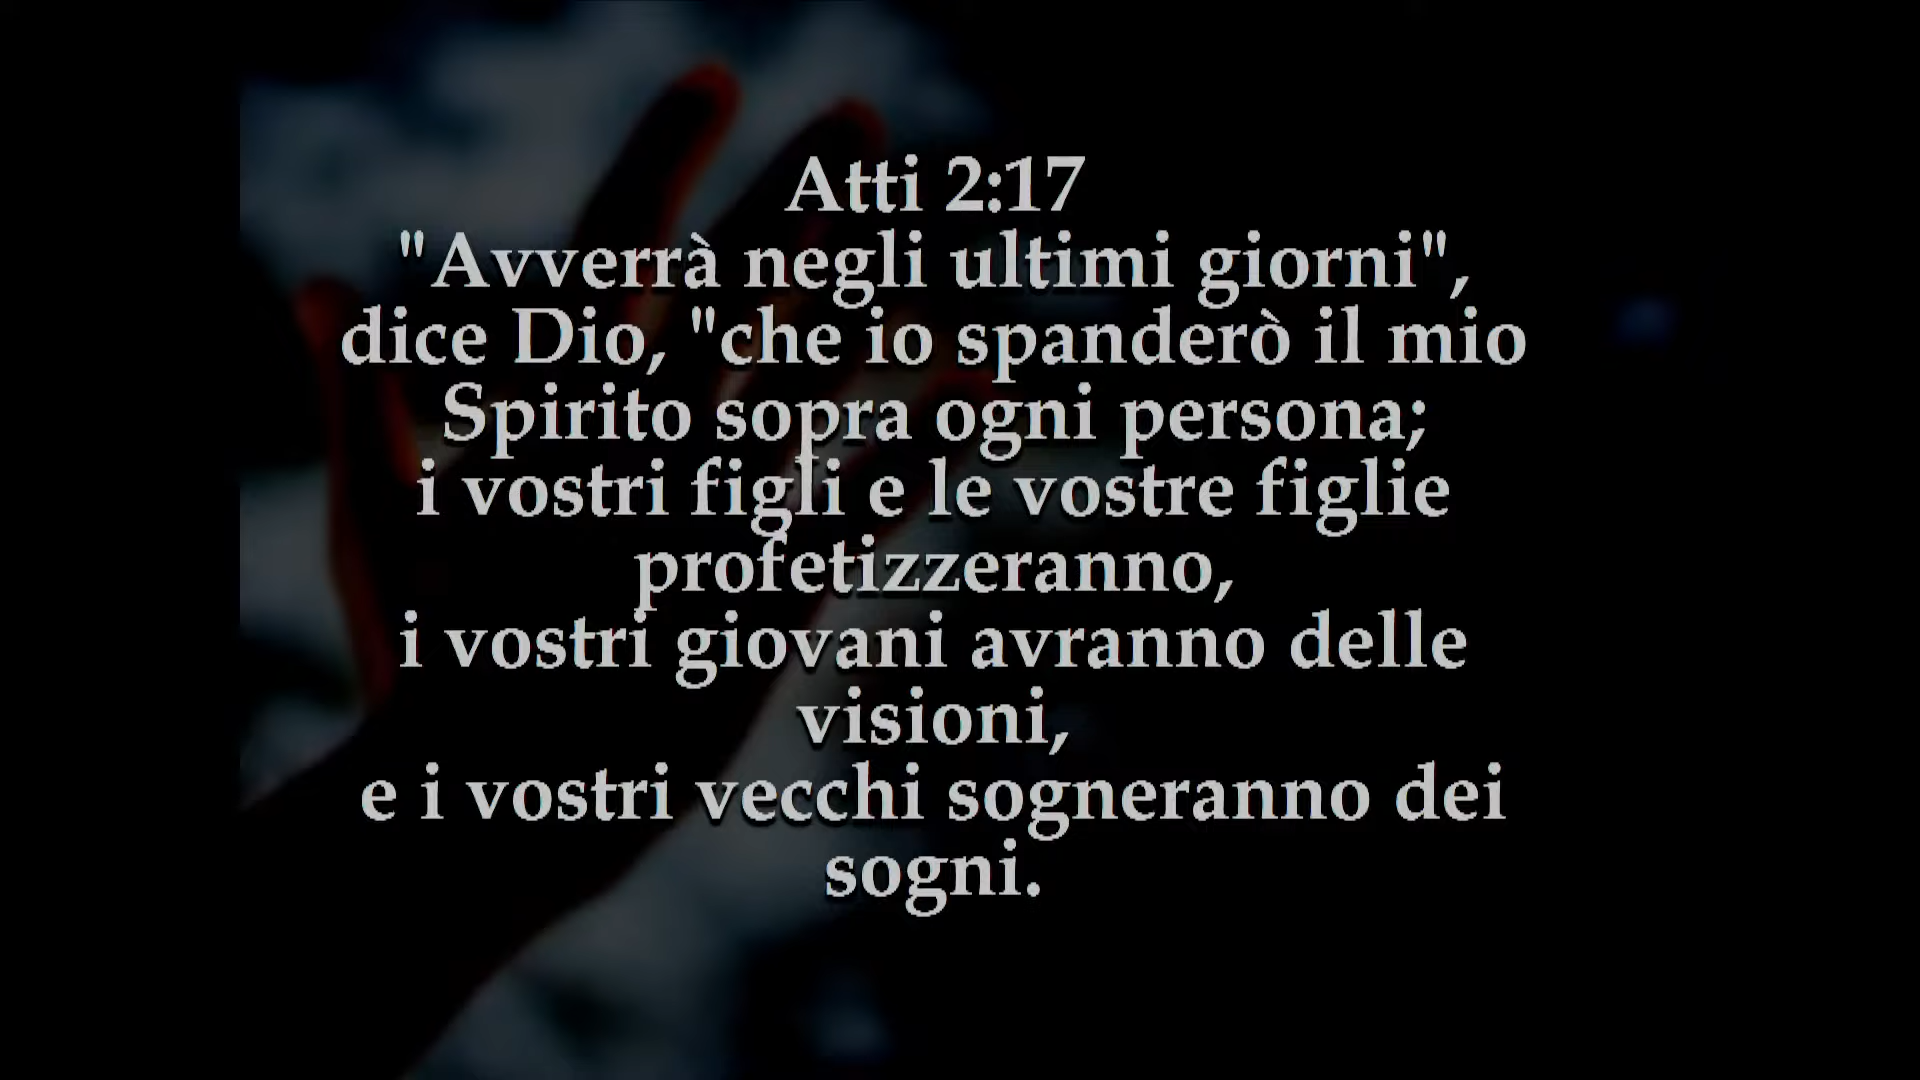 Atti 2:17
"Avverrà negli ultimi giorni",
dice Dio, "che io spanderò il mio
Spirito sopra ogni persona;
i vostri figli e le vostre figlie
profetizzeranno,
i vostri giovani avranno delle
visioni,
e i vostri vecchi sogneranno dei
sogni.